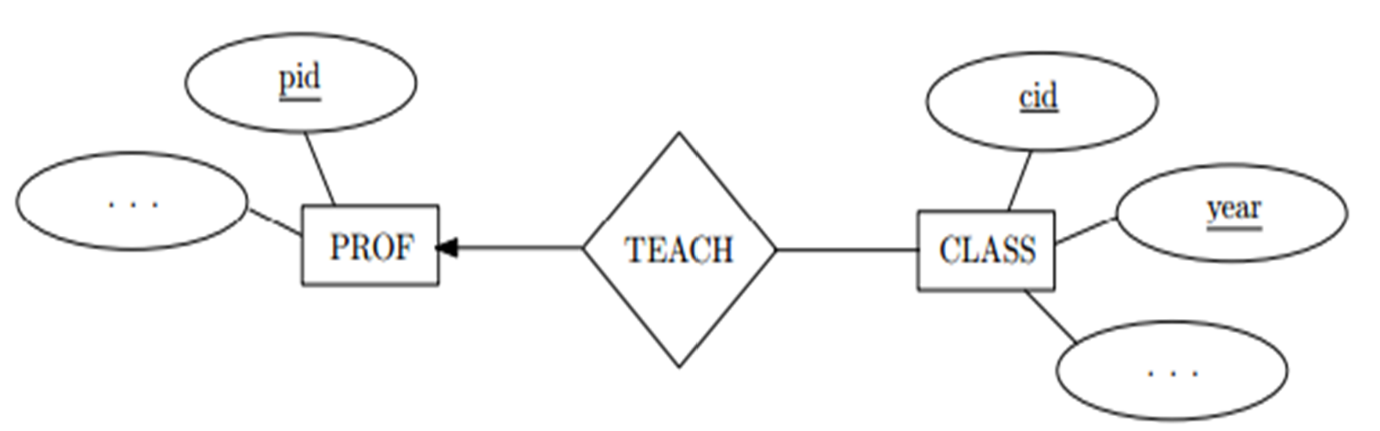 pid
cid
. . .
year
PROF
TEACH
CLASS
. . .